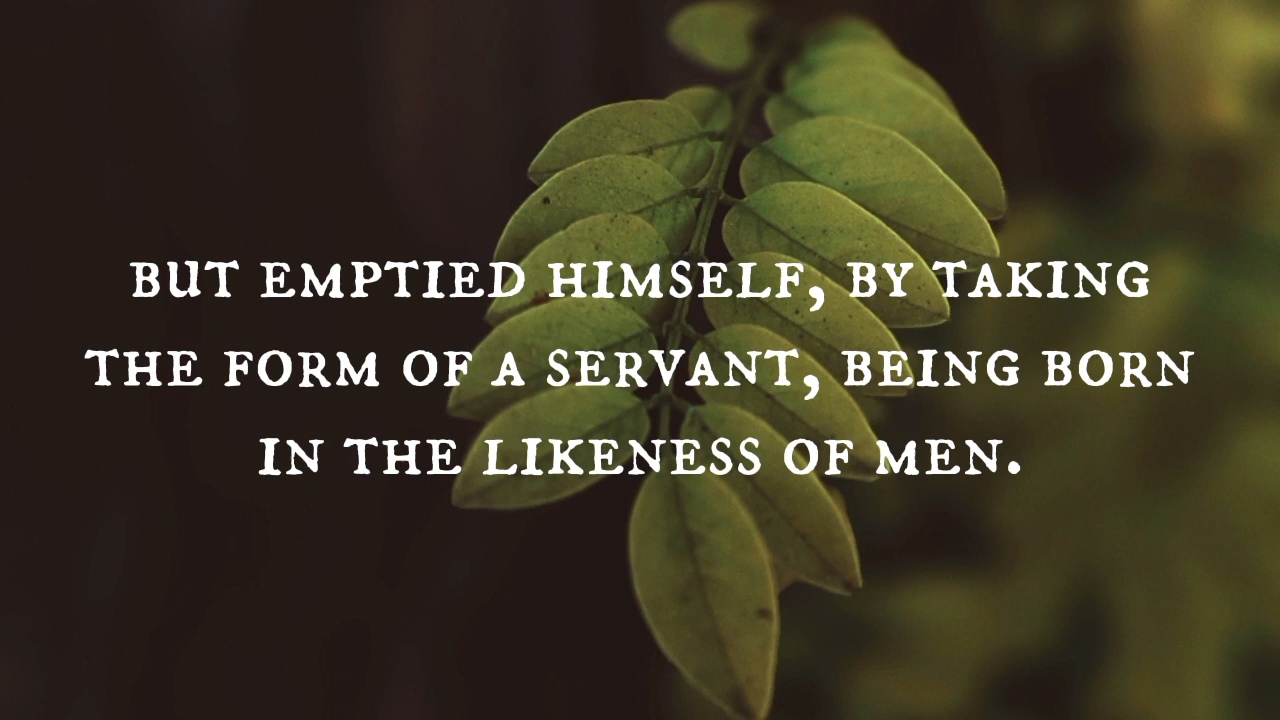 BUT EMPTIED HIMSELF, BY TAKING
THE FORM OF A SERVANT, BEING BORN
IN THE LIKENESS OF MEN.